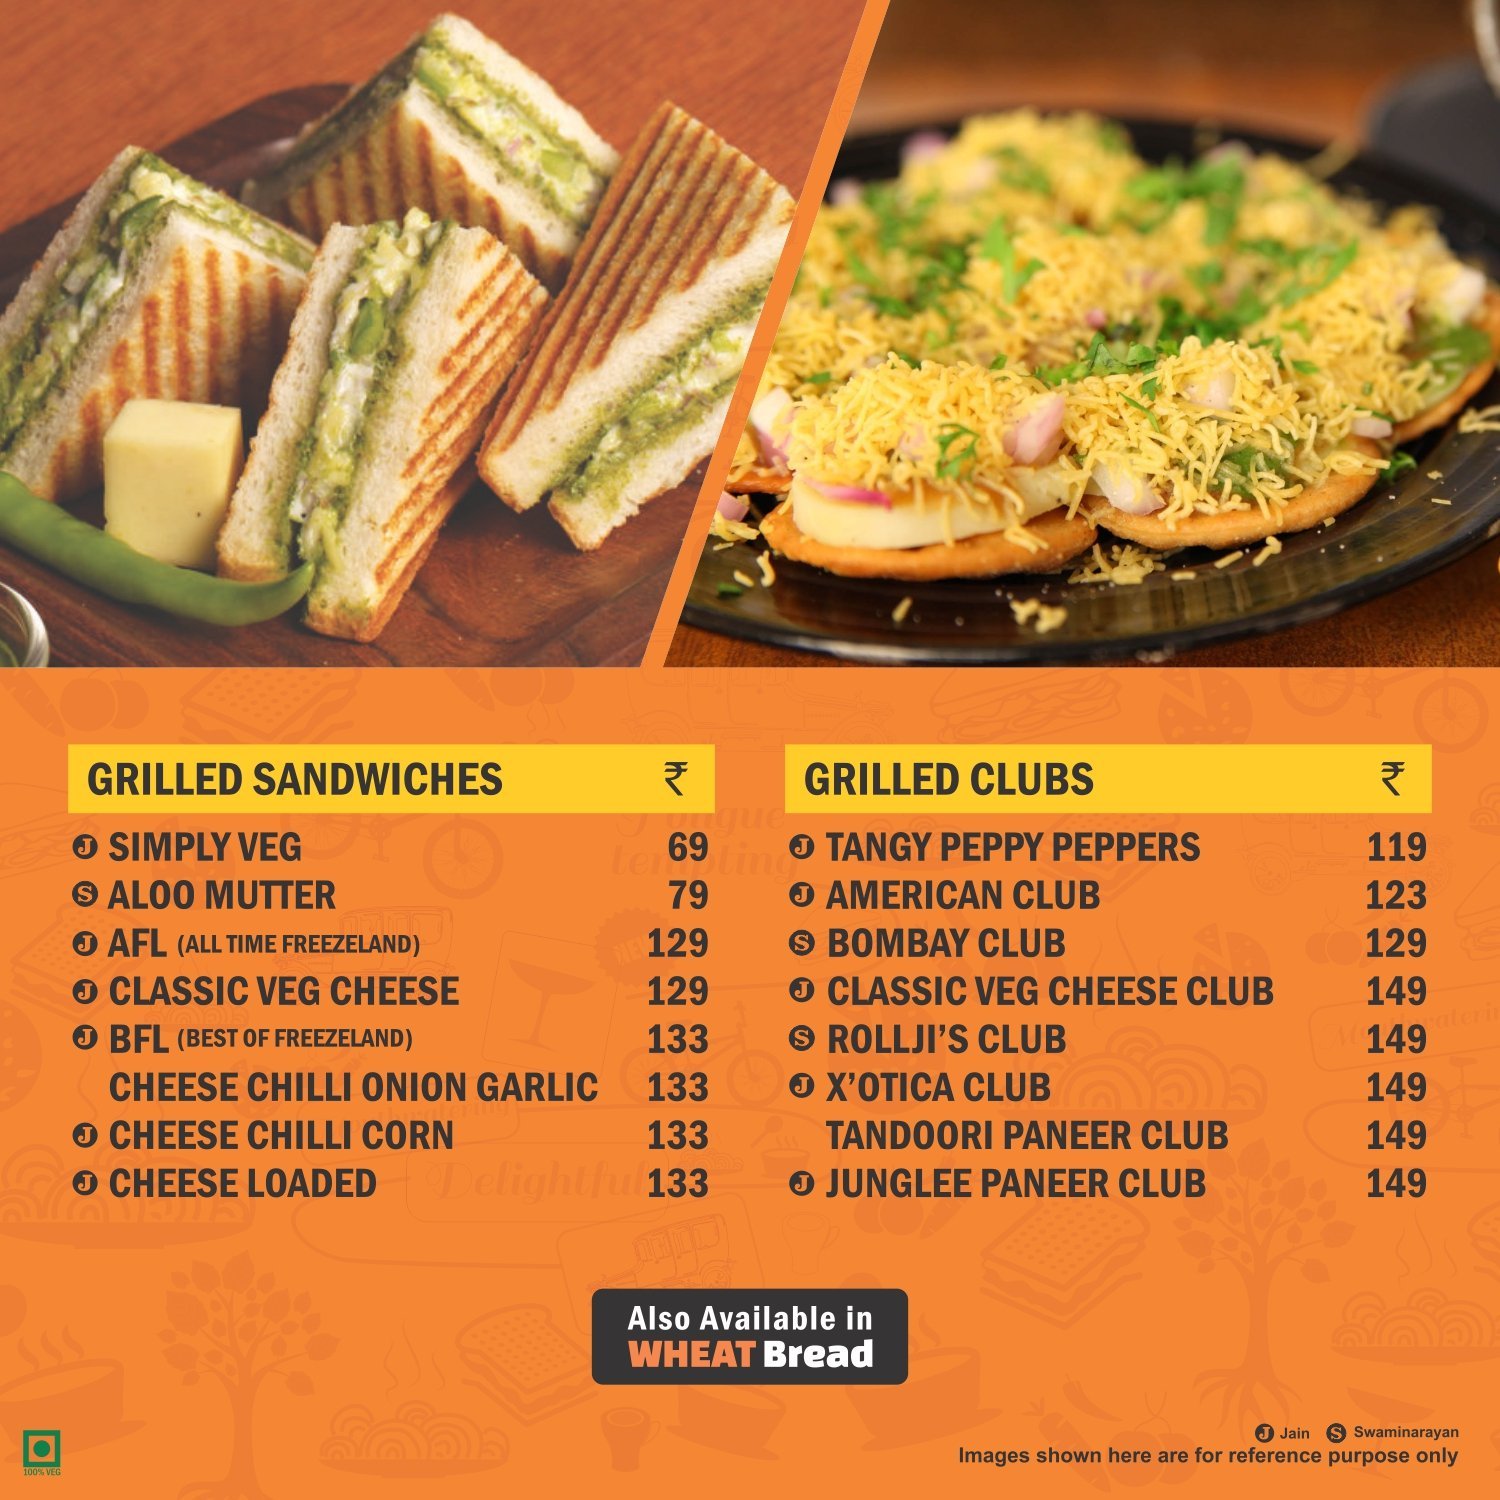 GRILLED SANDWICHES ₹
J SIMPLY VEG 69
S ALOO MUTTER 79
J AFL (ALL TIME FREEZELAND) 129
J CLASSIC VEG CHEESE 129
J BFL (BEST OF FREEZELAND) 133
CHEESE CHILLI ONION GARLIC 133
J CHEESE CHILLI CORN 133
J CHEESE LOADED 133
GRILLED CLUBS ₹
J TANGY PEPPY PEPPERS 119
J AMERICAN CLUB 123
S BOMBAY CLUB 129
J CLASSIC VEG CHEESE CLUB 149
S ROLLJI'S CLUB 149
J X'OTICA CLUB 149
TANDOORI PANEER CLUB 149
J JUNGLEE PANEER CLUB 149
tempting
Delightful
Also Available in
WHEAT Bread
100% VEG
J Jain S Swaminarayan
Images shown here are for reference purpose only